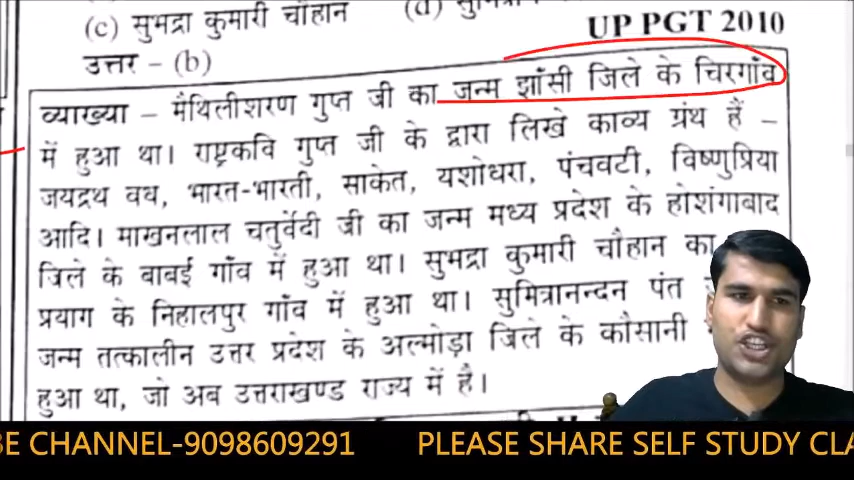 (c) सुभद्रा कुमारी चौहान (d)
UP PGT 2010
उत्तर – (b)
व्याख्या – मैथिलीशरण गुप्त जी का जन्म झाँसी जिले के चिरगाँव
में हुआ था। राष्ट्रकवि गुप्त जी के द्वारा लिखे काव्य ग्रंथ हैं –
जयद्रथ वध, भारत-भारती, साकेत, यशोधरा, पंचवटी, विष्णुप्रिया
आदि। माखनलाल चतुर्वेदी जी का जन्म मध्य प्रदेश के होशंगाबाद
जिले के बाबई गाँव में हुआ था। सुभद्रा कुमारी चौहान का
प्रयाग के निहालपुर गाँव में हुआ था। सुमित्रानन्दन पंत
जन्म तत्कालीन उत्तर प्रदेश के अल्मोड़ा जिले के कौसानी
हुआ था, जो अब उत्तराखण्ड राज्य में है।
BE CHANNEL-9098609291 PLEASE SHARE SELF STUDY CLA